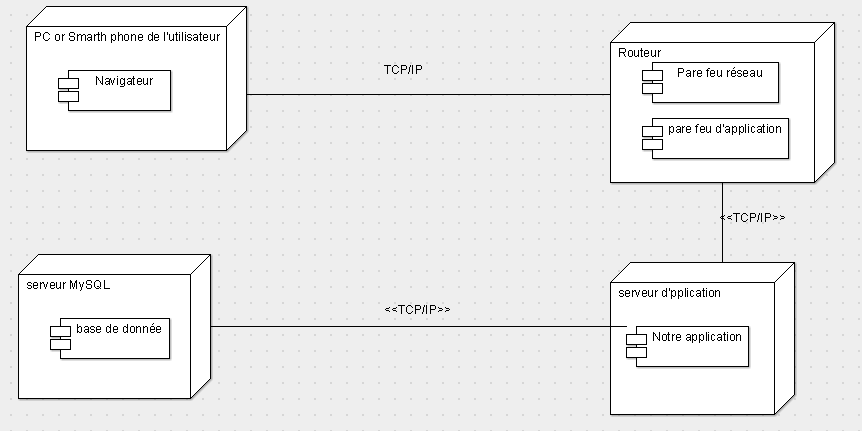 PC or Smarth phone de l'utilisateur
Navigateur
TCP/IP
Routeur
Pare feu réseau
pare feu d'application
<<TCP/IP>>
serveur MySQL
base de donnée
<<TCP/IP>>
serveur d'pplication
Notre application